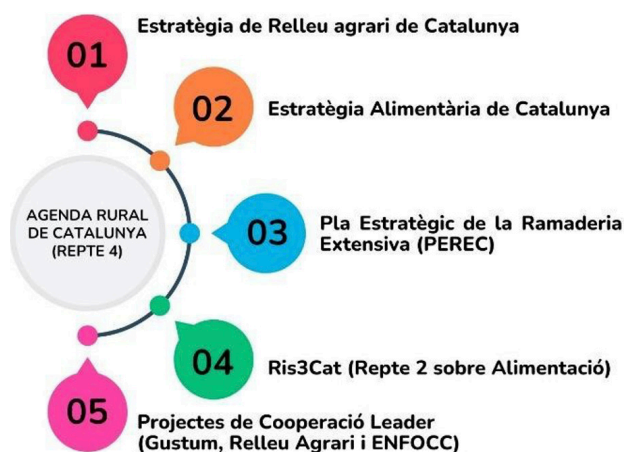 01
Estratègia de Relleu agrari de Catalunya
02
Estratègia Alimentària de Catalunya
AGENDA RURAL
DE CATALUNYA
(REPTE 4)
03
Pla Estratègic de la Ramaderia
Extensiva (PEREC)
04
Ris3Cat (Repte 2 sobre Alimentació)
05
Projectes de Cooperació Leader
(Gustum, Relleu Agrari i ENFOCC)